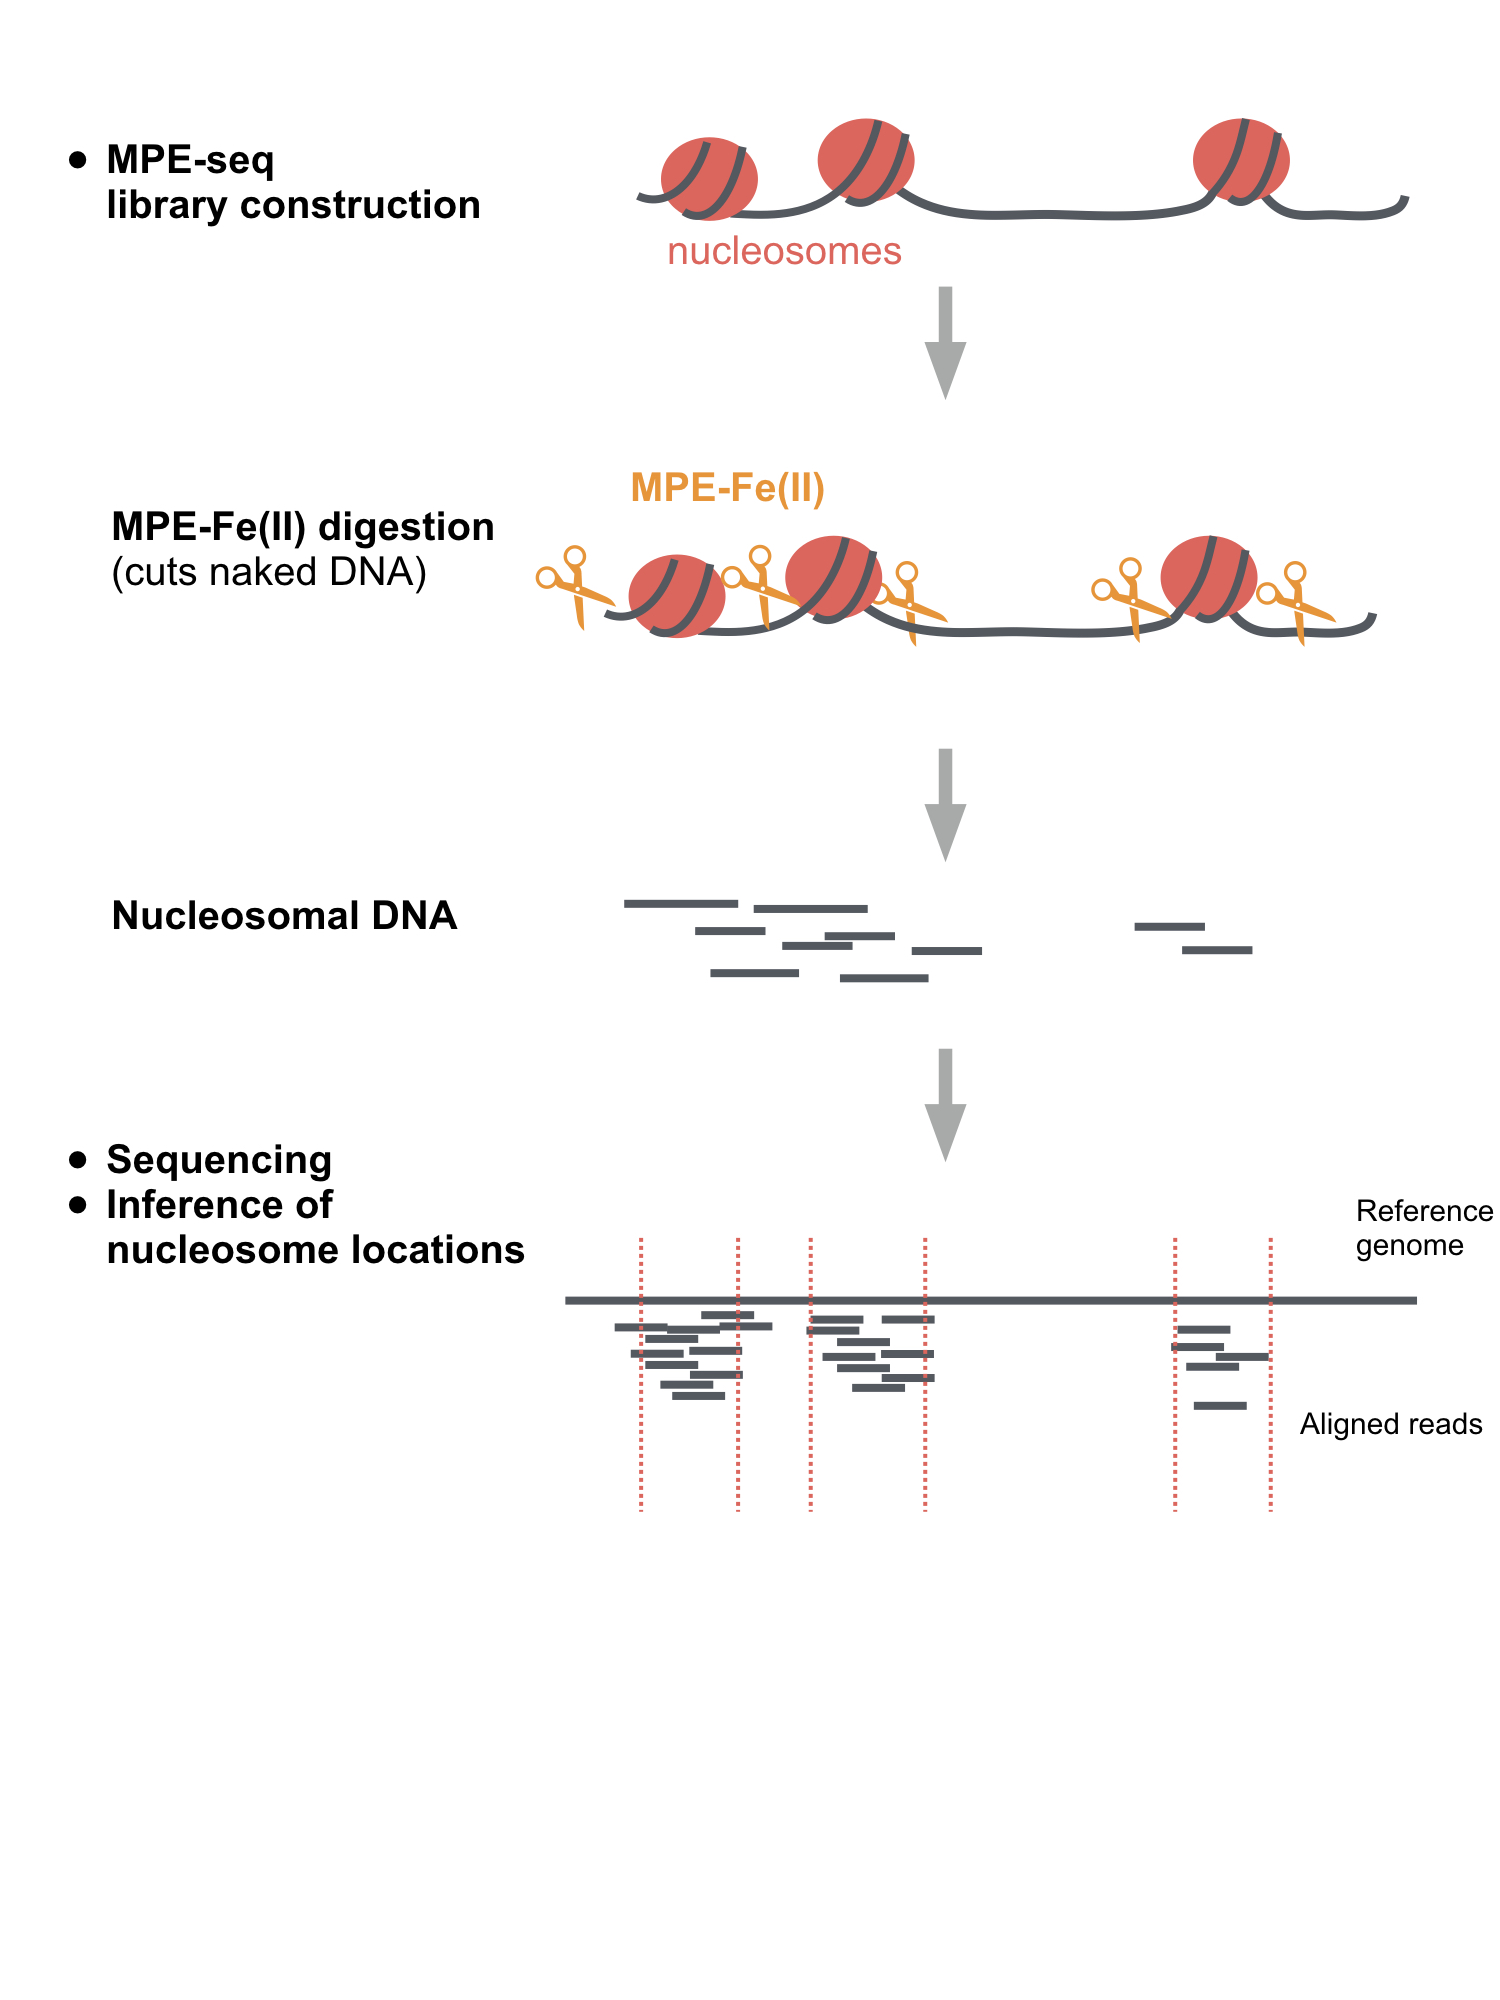 • MPE-seq
library construction
nucleosomes
MPE-Fe(II)
MPE-Fe(II) digestion
(cuts naked DNA)
Nucleosomal DNA
• Sequencing
• Inference of
nucleosome locations
Reference
genome
Aligned reads